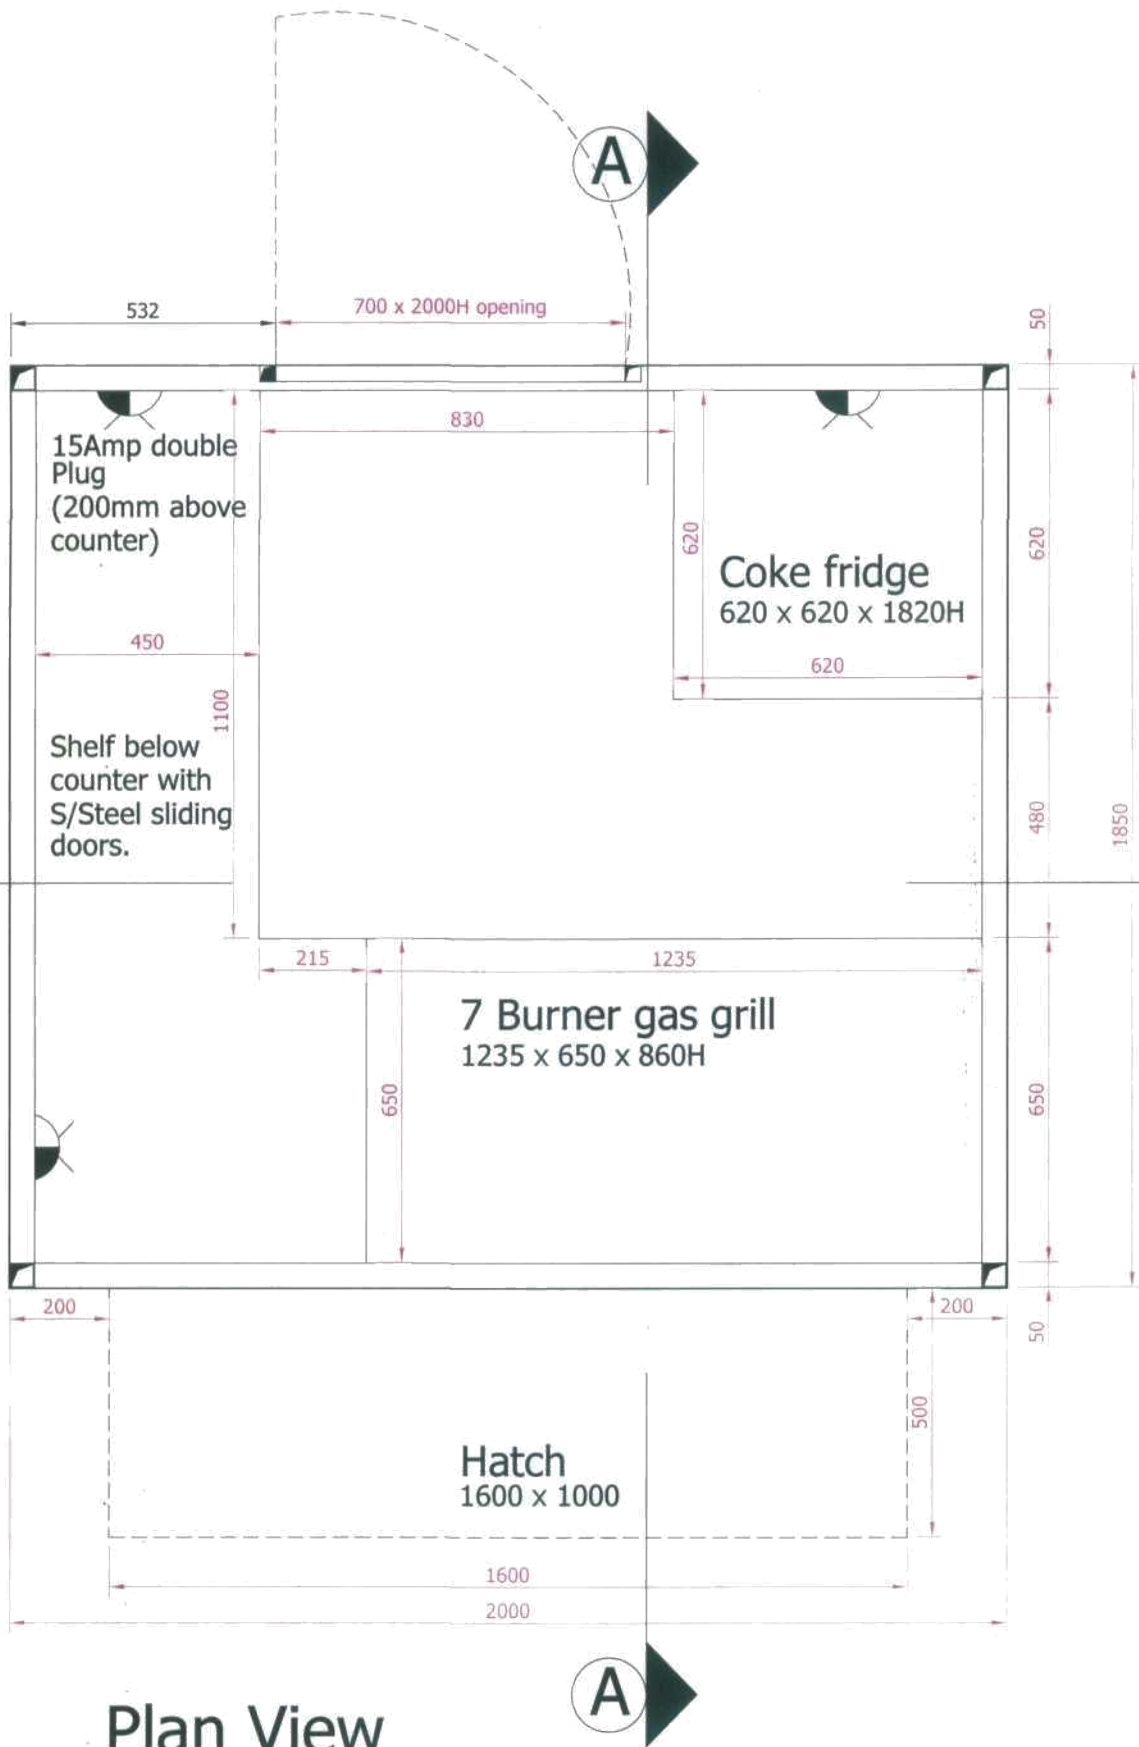 A
532
700 x 2000H opening
50
830
15Amp double
Plug
(200mm above
counter)
620
620
Coke fridge
620 x 620 x 1820H
450
620
1100
Shelf below
counter with
S/Steel sliding
doors.
480
1850
215
1235
7 Burner gas grill
1235 x 650 x 860H
650
650
200
200
50
500
Hatch
1600 x 1000
1600
2000
A
Plan View